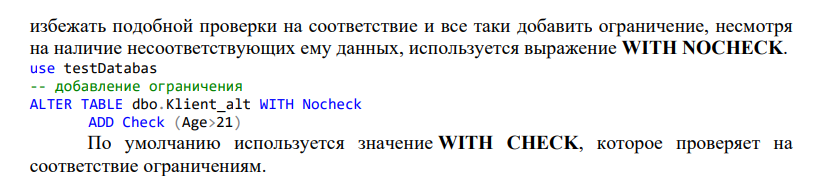 избежать подобной проверки на соответствие и все таки добавить ограничение, несмотря
на наличие несоответствующих ему данных, используется выражение WITH NOCHECK.
use testDatabas
-- добавление ограничения
ALTER TABLE dbo.Klient_alt WITH Nocheck
ADD Check (Age>21)
По умолчанию используется значение WITH CHECK, которое проверяет на
соответствие ограничениям.